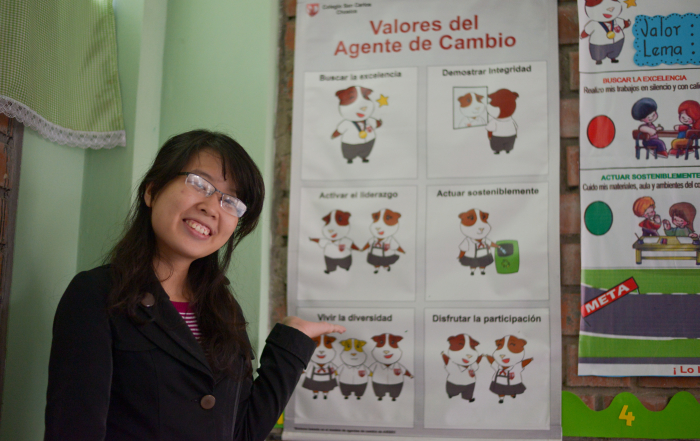 Colegio San Carlos
Chosica
Valores del
Agente de Cambio
Buscar la excelencia
Demostrar Integridad
Activar el liderazgo
Actuar sosteniblemente
Vivir la diversidad
Disfrutar la participación
Valor :
Lema :
BUSCAR LA EXCELENCIA
Realizo mis trabajos en silencio y con
ACTUAR SOSTENIBLEMENTE
Cuido mis materiales, aula y ambientes del
META
¡ Lo
4